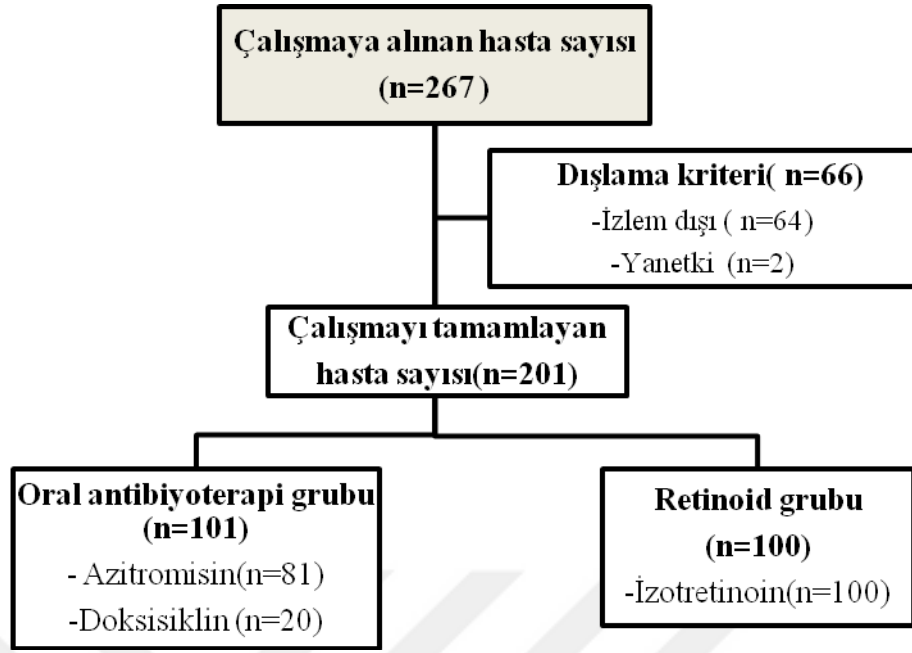 Çalışmaya alınan hasta sayısı
(n=267)
Dışlama kriteri( n=66)
-İzlem dışı ( n=64)
-Yanetki (n=2)
Çalışmayı tamamlayan
hasta sayısı(n=201)
Oral antibiyoterapi grubu
(n=101)
- Azitromisin(n=81)
-Doksisiklin (n=20)
Retinoid grubu
(n=100)
-İzotretinoin(n=100)